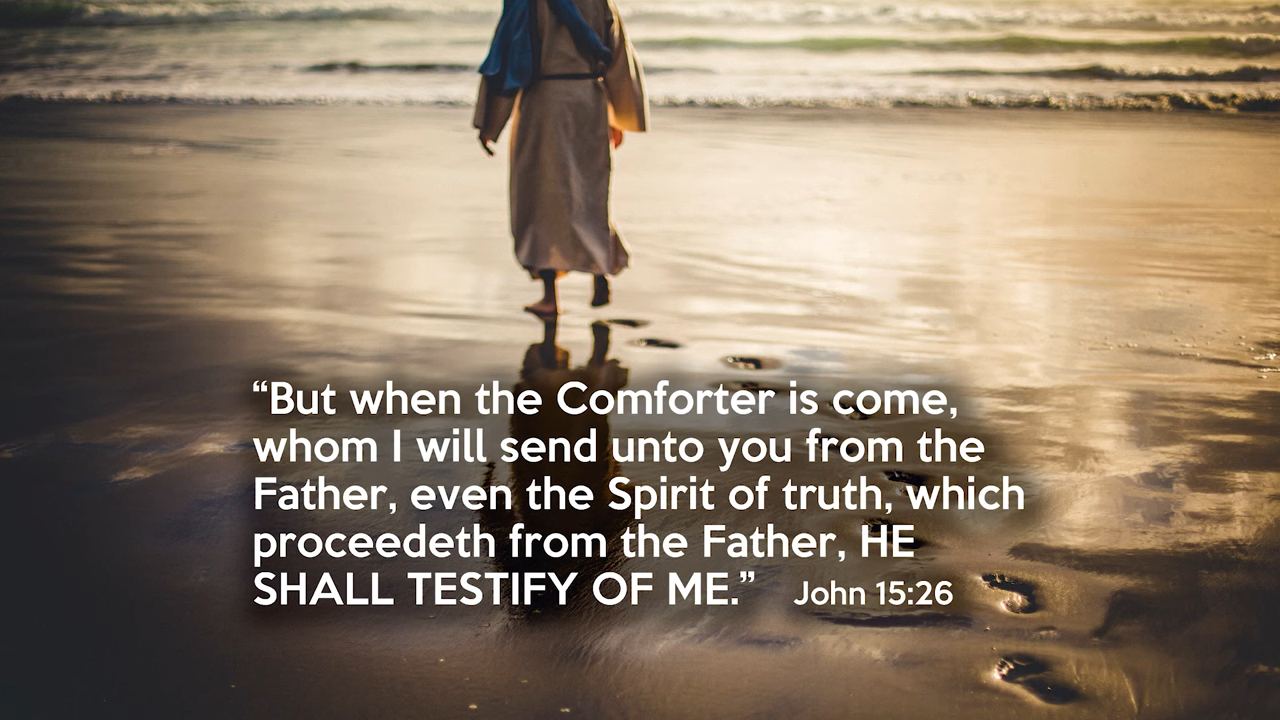 “But when the Comforter is come,
whom I will send unto you from the
Father, even the Spirit of truth, which
proceedeth from the Father, HE
SHALL TESTIFY OF ME.” John 15:26